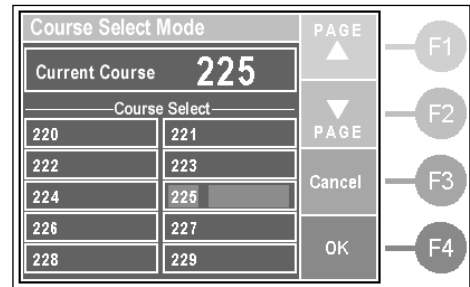 Course Select Mode
PAGE
F1
Current Course 225
Course Select
F2
PAGE
220 221
222 223
224 225
Cancel
F3
226 227
228 229
OK
F4